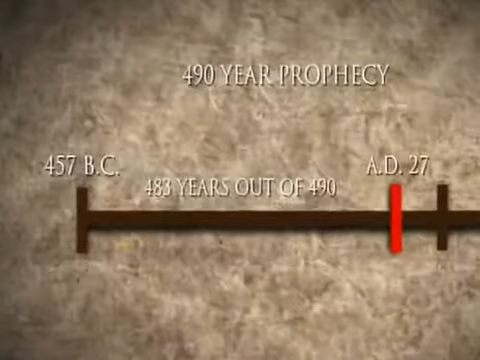 490 YEAR PROPHECY
457 B.C.
A.D. 27
483 YEARS OUT OF 490